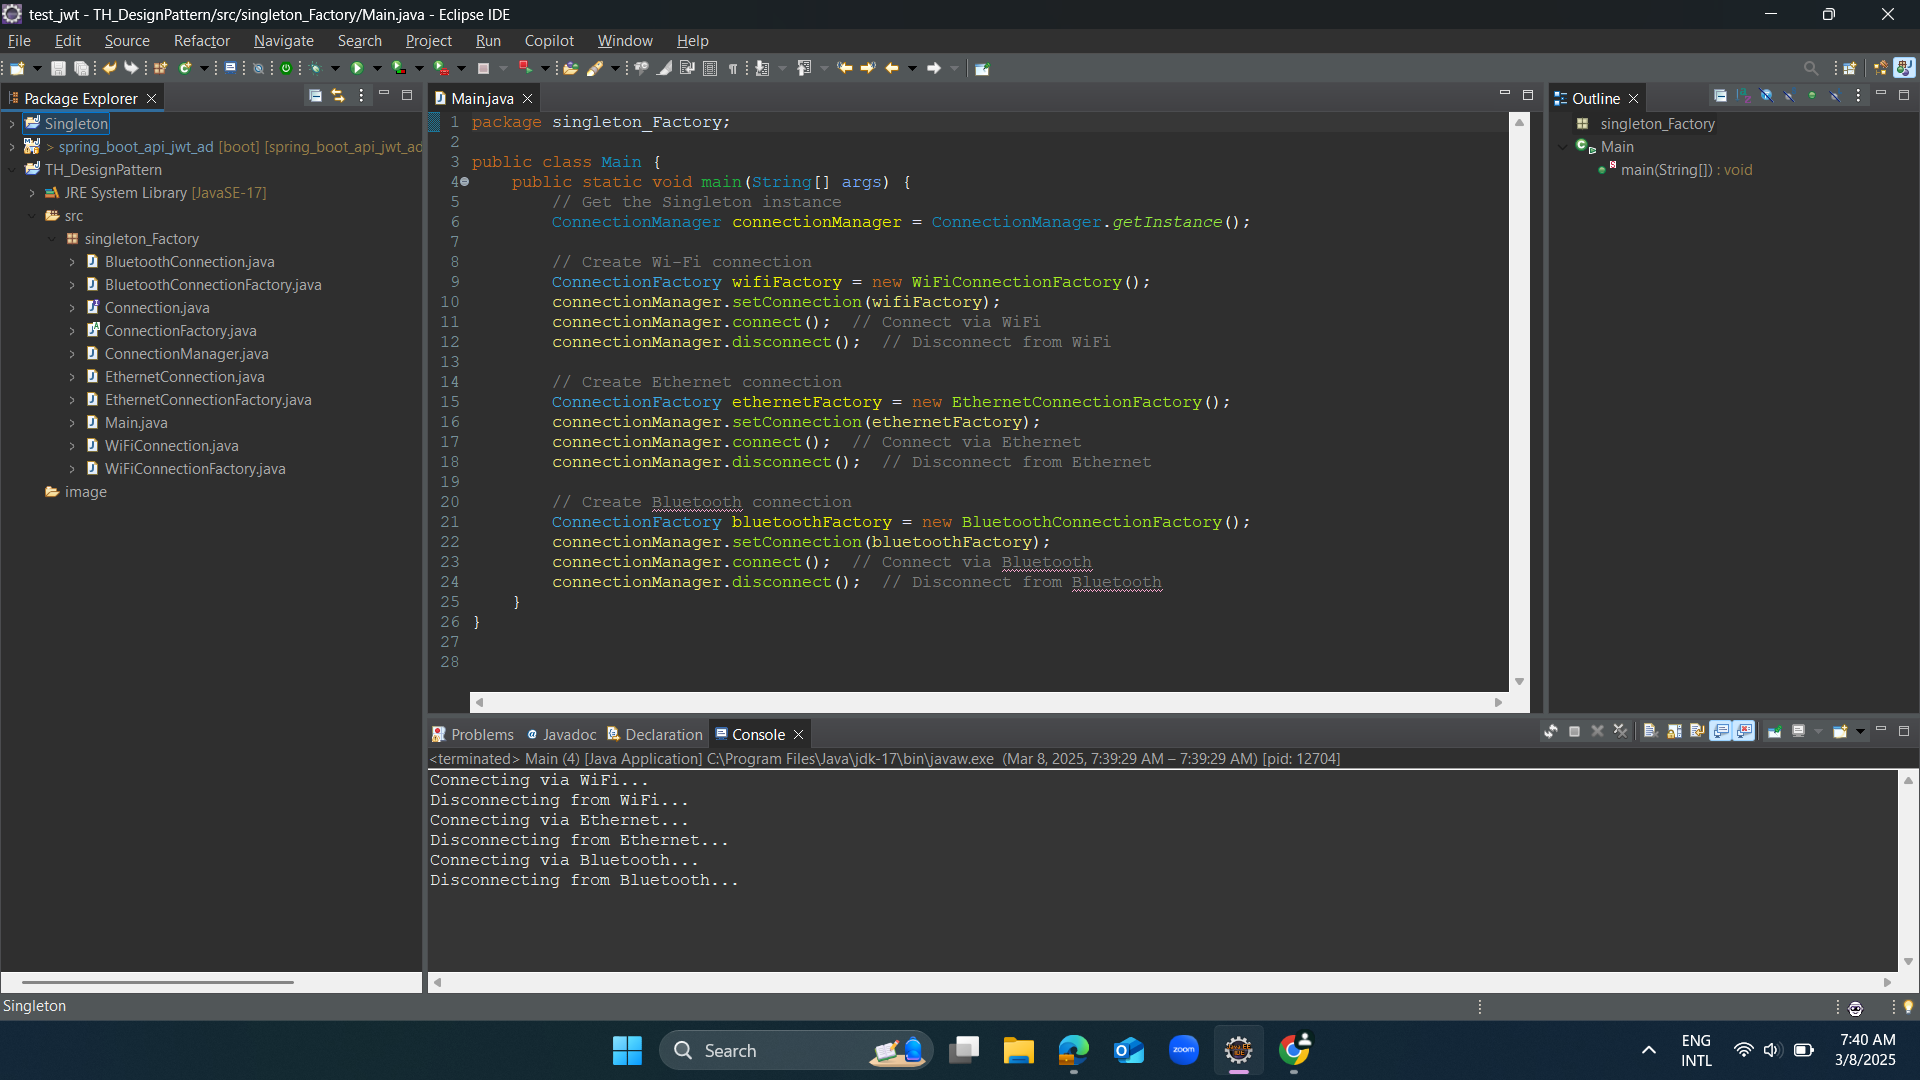 test_jwt - TH_DesignPattern/src/singleton_Factory/Main.java - Eclipse IDE
File Edit Source Refactor Navigate Search Project Run Copilot Window Help
Package Explorer
Singleton
> spring_boot_api_jwt_ad [boot] [spring_boot_api_jwt_ad
TH_DesignPattern
JRE System Library [JavaSE-17]
src
singleton_Factory
BluetoothConnection.java
BluetoothConnectionFactory.java
Connection.java
ConnectionFactory.java
ConnectionManager.java
EthernetConnection.java
EthernetConnectionFactory.java
Main.java
WiFiConnection.java
WiFiConnectionFactory.java
image
Main.java
1 package singleton_Factory;
2
3 public class Main {
4 public static void main(String[] args) {
5 // Get the Singleton instance
6 ConnectionManager connectionManager = ConnectionManager.getInstance();
7
8 // Create Wi-Fi connection
9 ConnectionFactory wifiFactory = new WiFiConnectionFactory();
10 connectionManager.setConnection(wifiFactory);
11 connectionManager.connect(); // Connect via WiFi
12 connectionManager.disconnect(); // Disconnect from WiFi
13
14 // Create Ethernet connection
15 ConnectionFactory ethernetFactory = new EthernetConnectionFactory();
16 connectionManager.setConnection(ethernetFactory);
17 connectionManager.connect(); // Connect via Ethernet
18 connectionManager.disconnect(); // Disconnect from Ethernet
19
20 // Create Bluetooth connection
21 ConnectionFactory bluetoothFactory = new BluetoothConnectionFactory();
22 connectionManager.setConnection(bluetoothFactory);
23 connectionManager.connect(); // Connect via Bluetooth
24 connectionManager.disconnect(); // Disconnect from Bluetooth
25 }
26 }
27
28
Outline
singleton_Factory
Main
main(String[]) : void
Problems Javadoc Declaration Console
<terminated> Main (4) [Java Application] C:\Program Files\Java\jdk-17\bin\javaw.exe (Mar 8, 2025, 7:39:29 AM – 7:39:29 AM) [pid: 12704]
Connecting via WiFi...
Disconnecting from WiFi...
Connecting via Ethernet...
Disconnecting from Ethernet...
Connecting via Bluetooth...
Disconnecting from Bluetooth...
Singleton
Search
zoom
ENG
INTL
7:40 AM
3/8/2025